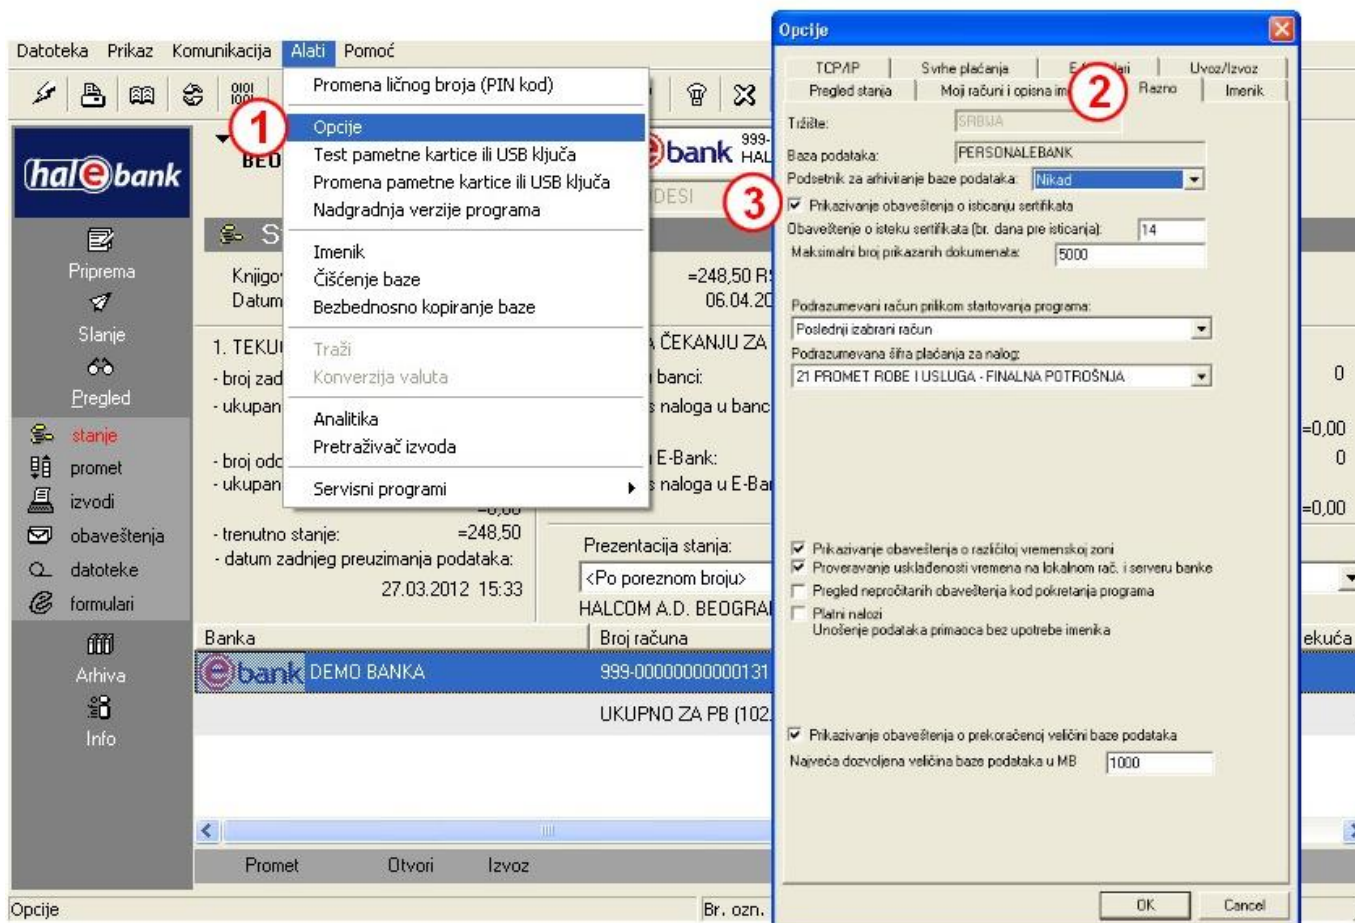 Datoteka Prikaz Komunikacija Alati Pomoć
Promena ličnog broja (PIN kod)
Opcije
Test pametne kartice ili USB ključa
Promena pametne kartice ili USB ključa
Nadgradnja verzije programa
Imenik
Čišćenje baze
Bezbednosno kopiranje baze
Traži
Konverzija valuta
Analitika
Pretraživač izvoda
Servisni programi
1
hal e bank
Priprema
Slanje
Pregled
stanje
promet
izvodi
obaveštenja
datoteke
formulari
Arhiva
Info
BEO
bank 999-
HAL
DESI
S
Knjigo
=248,50 R
Datum
06.04.20
1. TEKU
A ČEKANJU ZA
- broj zad
banci:
0
- ukupan
s naloga u banc
=0,00
- broj odo
E-Bank:
0
- ukupan
s naloga u E-Ba
=0,00
=0,00
- trenutno stanje: =248,50
- datum zadnjeg preuzimanja podataka:
27.03.2012 15:33
Prezentacija stanja:
<Po poreznom broju>
HALCOM A.D. BEOGRA
Banka Broj računa ekuća
e bank DEMO BANKA 999-00000000000131
UKUPNO ZA PB (102.
Promet Otvori Izvoz
Opcije Br. ozn.
Opcije
TCP/IP Svrhe plaćanja Uvoz/Izvoz
Pregled stanja Moji računi i opisna im 2 Razno Imenik
Tržište: SRBIJA
Baza podataka: PERSONALEBANK
Podsetnik za arhiviranje baze podataka: Nikad
3
Prikazivanje obaveštenja o isticanju sertifikata
Obaveštenje o isteku sertifikata (br. dana pre isticanja): 14
Maksimalni broj prikazanih dokumenata: 5000
Podrazumevani račun prilikom startovanja programa:
Poslednji izabrani račun
Podrazumevana šifra plaćanja za nalog:
21 PROMET ROBE I USLUGA - FINALNA POTROŠNJA
Prikazivanje obaveštenja o različitoj vremenskoj zoni
Proveravanje usklađenosti vremena na lokalnom rač. i serveru banke
Pregled nepročitanih obaveštenja kod pokretanja programa
Platni nalozi
Unošenje podataka primaoca bez upotrebe imenika
Prikazivanje obaveštenja o prekoračenoj veličini baze podataka
Najveća dozvoljena veličina baze podataka u MB 1000
OK Cancel